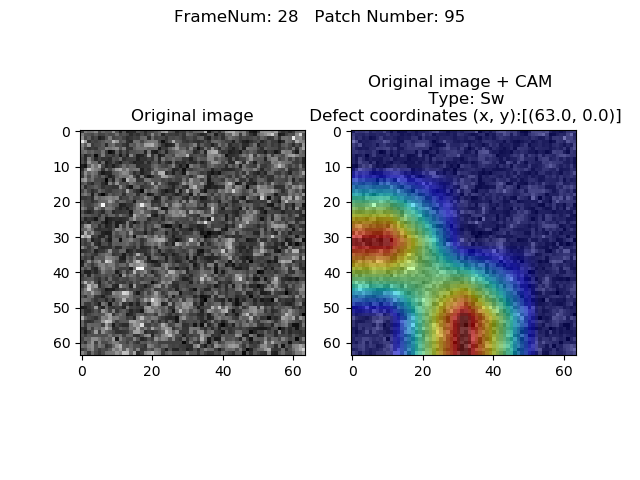 FrameNum: 28   Patch Number: 95
Original image
0
10
20
30
40
50
60
0 20 40 60
Original image + CAM
Type: Sw
Defect coordinates (x, y):[(63.0, 0.0)]
0
10
20
30
40
50
60
0 20 40 60